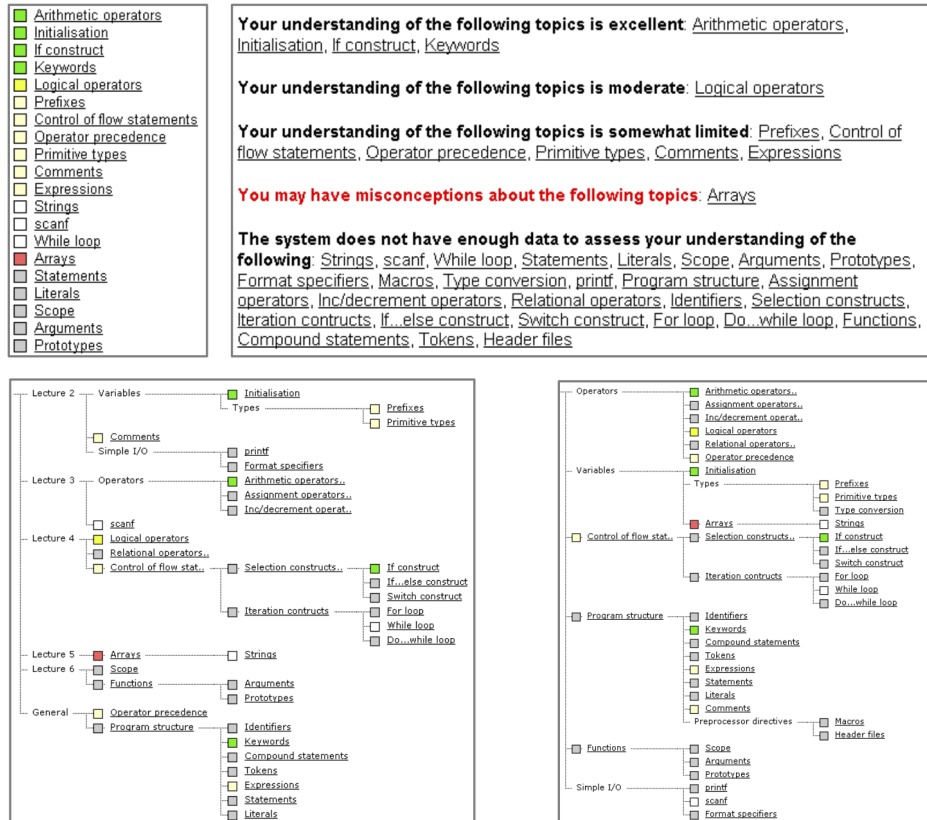 Arithmetic operators
Initialisation
If construct
Keywords
Logical operators
Prefixes
Control of flow statements
Operator precedence
Primitive types
Comments
Expressions
Strings
scanf
While loop
Arrays
Statements
Literals
Scope
Arguments
Prototypes
Your understanding of the following topics is excellent: Arithmetic operators,
Initialisation, If construct, Keywords
Your understanding of the following topics is moderate: Logical operators
Your understanding of the following topics is somewhat limited: Prefixes, Control of
flow statements, Operator precedence, Primitive types, Comments, Expressions
You may have misconceptions about the following topics: Arrays
The system does not have enough data to assess your understanding of the
following: Strings, scanf, While loop, Statements, Literals, Scope, Arguments, Prototypes,
Format specifiers, Macros, Type conversion, printf, Program structure, Assignment
operators, Inc/decrement operators, Relational operators, Identifiers, Selection constructs,
Iteration contructs, If...else construct, Switch construct, For loop, Do...while loop, Functions,
Compound statements, Tokens, Header files
Lecture 2 Variables Initialisation
Types Prefixes
Primitive types
Comments
Simple I/O printf
Format specifiers
Lecture 3 Operators Arithmetic operators..
Assignment operators..
Inc/decrement operat..
scanf
Lecture 4 Logical operators
Relational operators..
Control of flow stat.. Selection constructs.. If construct
If...else construct
Switch construct
Iteration contructs For loop
While loop
Do...while loop
Lecture 5 Arrays Strings
Lecture 6 Scope
Functions Arguments
Prototypes
General Operator precedence
Program structure Identifiers
Keywords
Compound statements
Tokens
Expressions
Statements
Literals
Operators Arithmetic operators..
Assignment operators..
Inc/decrement operat..
Logical operators
Relational operators..
Operator precedence
Variables Initialisation
Types Prefixes
Primitive types
Type conversion
Arrays Strings
Control of flow stat.. Selection constructs.. If construct
If...else construct
Switch construct
Iteration contructs For loop
While loop
Do...while loop
Program structure Identifiers
Keywords
Compound statements
Tokens
Expressions
Statements
Literals
Comments
Preprocessor directives Macros
Header files
Functions Scope
Arguments
Prototypes
Simple I/O printf
scanf
Format specifiers